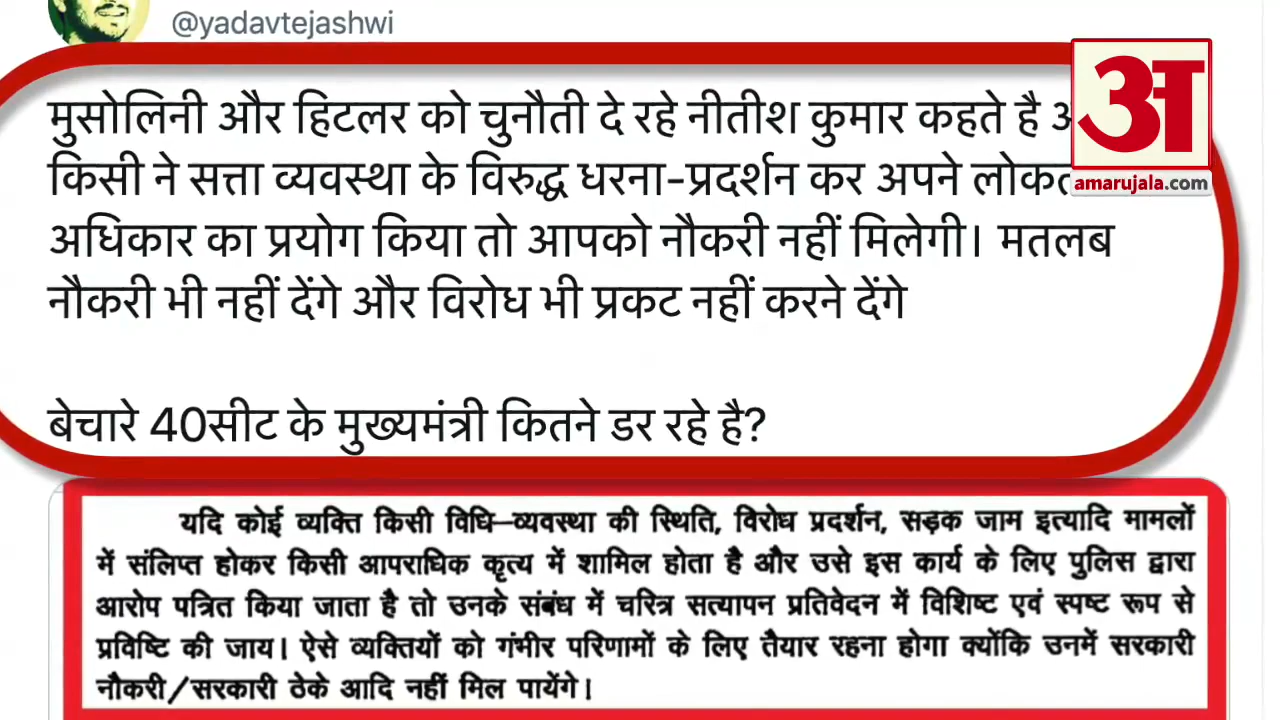 @yadavtejashwi
अ
amarujala.com
मुसोलिनी और हिटलर को चुनौती दे रहे नीतीश कुमार कहते है
किसी ने सत्ता व्यवस्था के विरुद्ध धरना-प्रदर्शन कर अपने
अधिकार का प्रयोग किया तो आपको नौकरी नहीं मिलेगी। मतलब
नौकरी भी नहीं देंगे और विरोध भी प्रकट नहीं करने देंगे
बेचारे 40सीट के मुख्यमंत्री कितने डर रहे है?
यदि कोई व्यक्ति किसी विधि–व्यवस्था की स्थिति, विरोध प्रदर्शन, सड़क जाम इत्यादि मामलों
में संलिप्त होकर किसी आपराधिक कृत्य में शामिल होता है और उसे इस कार्य के लिए पुलिस द्वारा
आरोप पत्रित किया जाता है तो उनके संबंध में चरित्र सत्यापन प्रतिवेदन में विशिष्ट एवं स्पष्ट रूप से
प्रविष्टि की जाय। ऐसे व्यक्तियों को गंभीर परिणामों के लिए तैयार रहना होगा क्योंकि उनमें सरकारी
नौकरी/सरकारी ठेके आदि नहीं मिल पायेंगे।